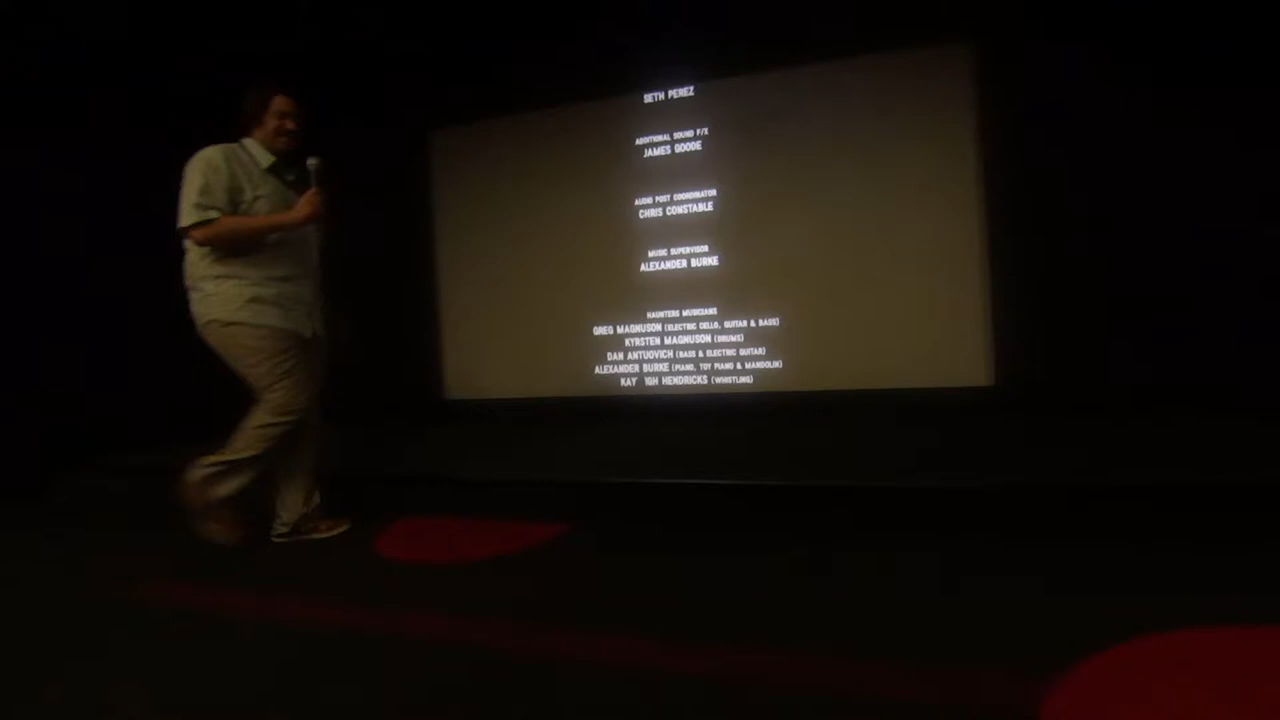 SETH PEREZ
ADDITIONAL SOUND F/X
JAMES GOODE
AUDIO POST COORDINATOR
CHRIS CONSTABLE
MUSIC SUPERVISOR
ALEXANDER BURKE
HAUNTERS MUSICIANS
GREG MAGNUSON (ELECTRIC CELLO, GUITAR & BASS)
KYRSTEN MAGNUSON (DRUMS)
DAN ANTUOVICH (BASS & ELECTRIC GUITAR)
ALEXANDER BURKE (PIANO, TOY PIANO & MANDOLIN)
HENDRICKS (WHISTLING)